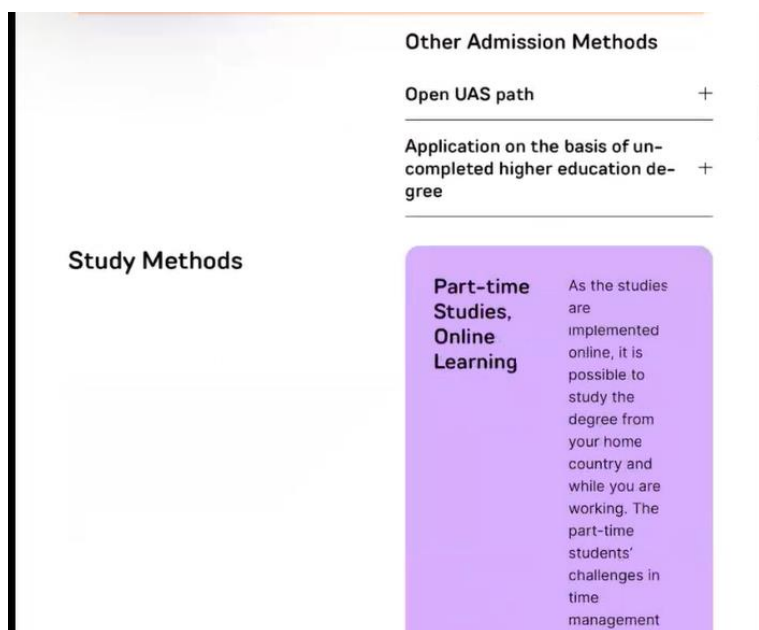 Other Admission Methods
Open UAS path
Application on the basis of un-
completed higher education de-
gree
Study Methods
Part-time
Studies,
Online
Learning
As the studies
are
implemented
online, it is
possible to
study the
degree from
your home
country and
while you are
working. The
part-time
students'
challenges in
time
management